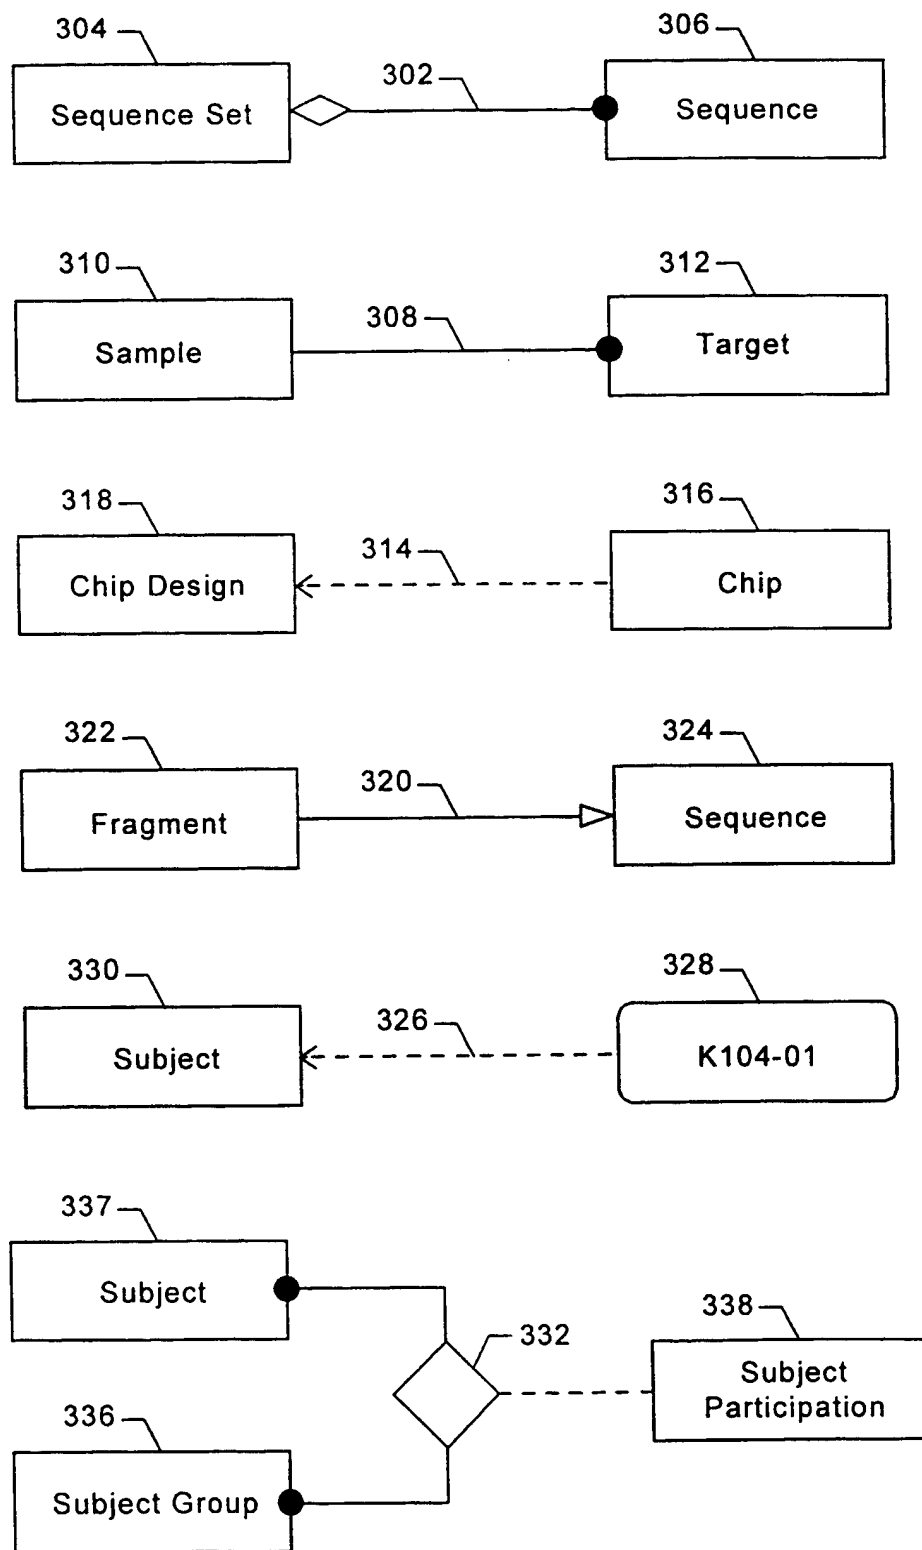 304
306
302
Sequence Set
Sequence
310
312
308
Sample
Target
318
316
314
Chip Design
Chip
322
324
320
Fragment
Sequence
330
328
326
Subject
K104-01
337
Subject
332
338
Subject
Participation
336
Subject Group